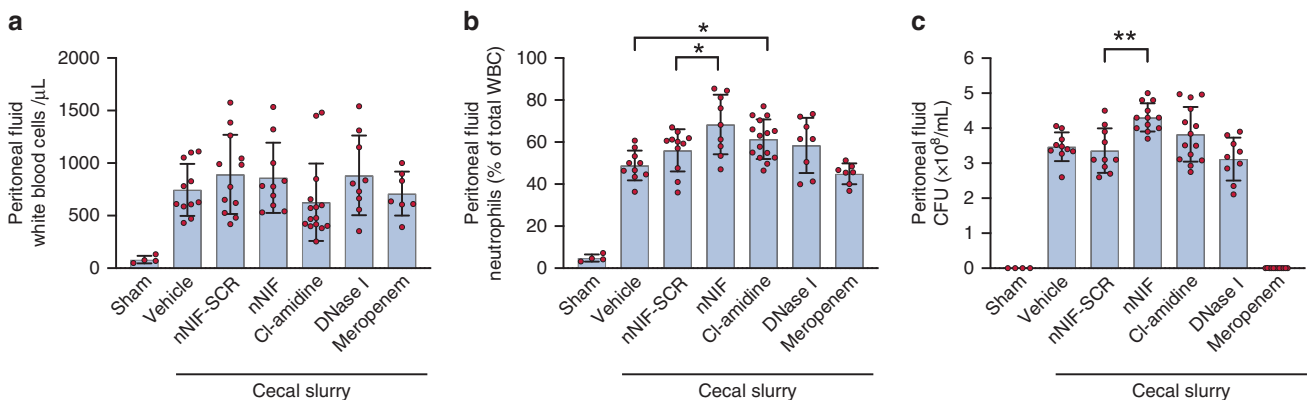 a
Peritoneal fluid
white blood cells /µL
2000
1500
1000
500
0
Sham
Vehicle
nNIF-SCR
nNIF
Cl-amidine
DNase I
Meropenem
Cecal slurry
b
Peritoneal fluid
neutrophils (% of total WBC)
100
80
60
40
20
0
*
*
Sham
Vehicle
nNIF-SCR
nNIF
Cl-amidine
DNase I
Meropenem
Cecal slurry
c
Peritoneal fluid
CFU (×10⁸/mL)
6
5
4
3
2
1
0
**
Sham
Vehicle
nNIF-SCR
nNIF
Cl-amidine
DNase I
Meropenem
Cecal slurry